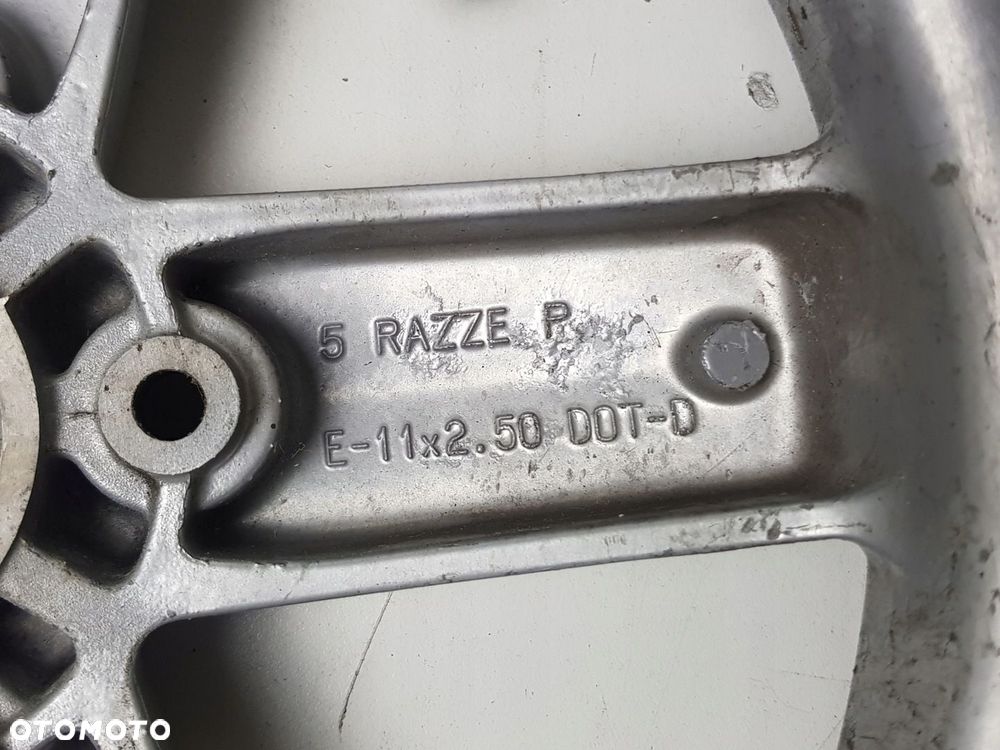 5 RAZZE P.
E-11x2.50 DOT-D
OTOMOTO